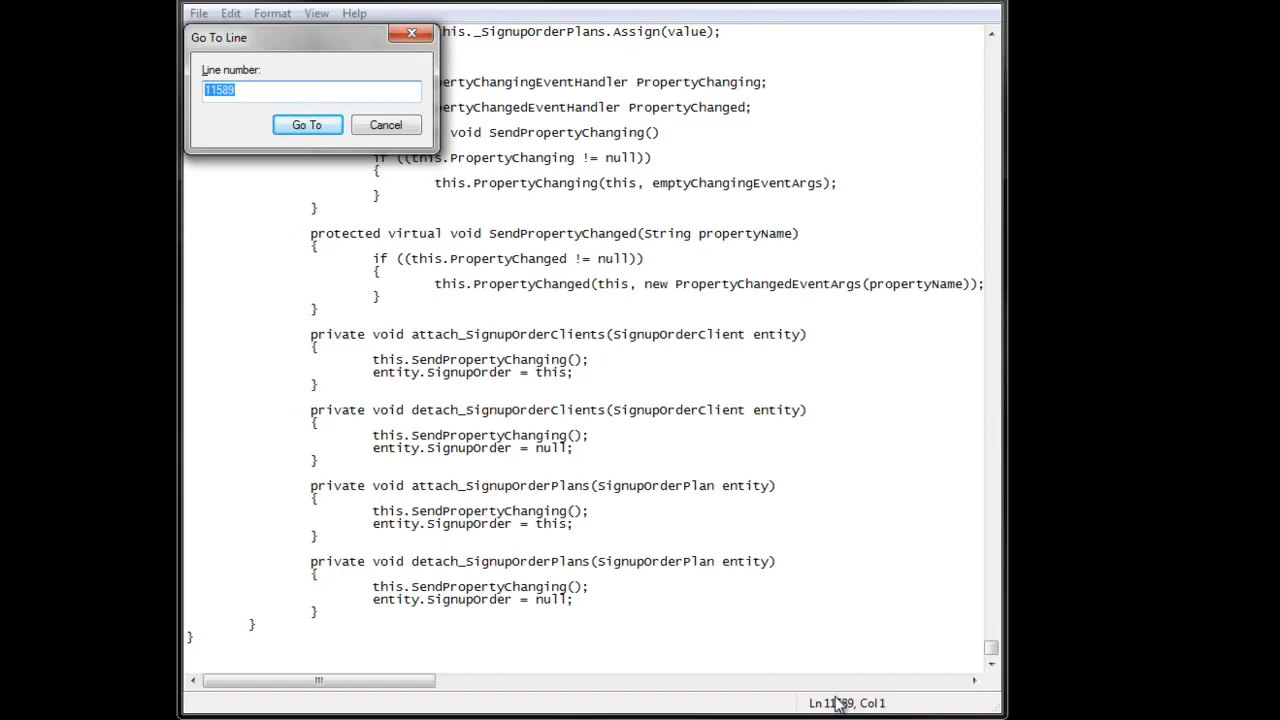 File Edit Format View Help
Go To Line
this._SignupOrderPlans.Assign(value);
Line number:
PropertyChanging;
11589
PropertyChanged;
Go To Cancel
void SendPropertyChanging()
if ((this.PropertyChanging != null))
{
this.PropertyChanging(this, emptyChangingEventArgs);
}
}
protected virtual void SendPropertyChanged(String propertyName)
{
if ((this.PropertyChanged != null))
{
this.PropertyChanged(this, new PropertyChangedEventArgs(propertyName));
}
}
private void attach_SignupOrderClients(SignupOrderClient entity)
{
this.SendPropertyChanging();
entity.SignupOrder = this;
}
private void detach_SignupOrderClients(SignupOrderClient entity)
{
this.SendPropertyChanging();
entity.SignupOrder = null;
}
private void attach_SignupOrderPlans(SignupOrderPlan entity)
{
this.SendPropertyChanging();
entity.SignupOrder = this;
}
private void detach_SignupOrderPlans(SignupOrderPlan entity)
{
this.SendPropertyChanging();
entity.SignupOrder = null;
}
}
}
Ln 11589, Col 1